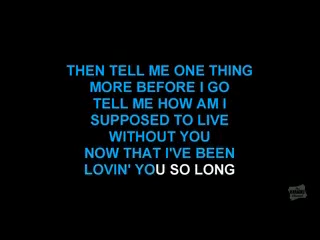 THEN TELL ME ONE THING
MORE BEFORE I GO
TELL ME HOW AM I
SUPPOSED TO LIVE
WITHOUT YOU
NOW THAT I'VE BEEN
LOVIN' YOU SO LONG